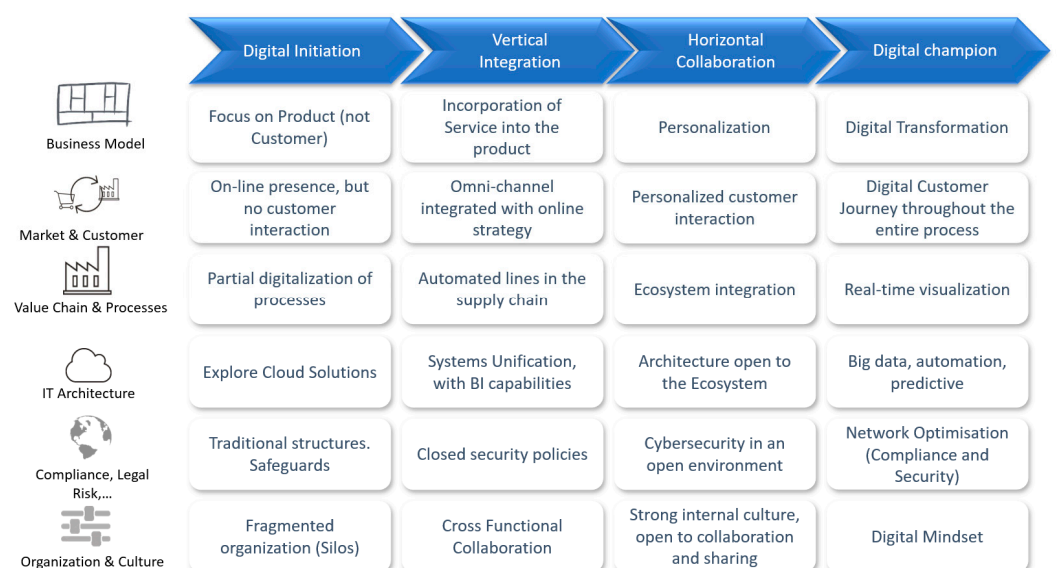 Digital Initiation
Vertical
Integration
Horizontal
Collaboration
Digital champion
Business Model
Focus on Product (not
Customer)
Incorporation of
Service into the
product
Personalization
Digital Transformation
Market & Customer
On-line presence, but
no customer
interaction
Omni-channel
integrated with online
strategy
Personalized customer
interaction
Digital Customer
Journey throughout the
entire process
Value Chain & Processes
Partial digitalization of
processes
Automated lines in the
supply chain
Ecosystem integration
Real-time visualization
IT Architecture
Explore Cloud Solutions
Systems Unification,
with BI capabilities
Architecture open to
the Ecosystem
Big data, automation,
predictive
Compliance, Legal
Risk,...
Traditional structures.
Safeguards
Closed security policies
Cybersecurity in an
open environment
Network Optimisation
(Compliance and
Security)
Organization & Culture
Fragmented
organization (Silos)
Cross Functional
Collaboration
Strong internal culture,
open to collaboration
and sharing
Digital Mindset